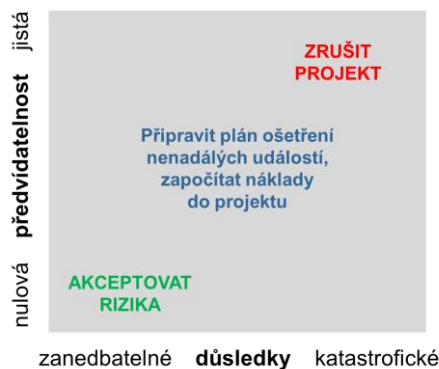 jistá
předvídatelnost
nulová
ZRUŠIT
PROJEKT
Připravit plán ošetření
nenadálých událostí,
započítat náklady
do projektu
AKCEPTOVAT
RIZIKA
zanedbatelné důsledky katastrofické